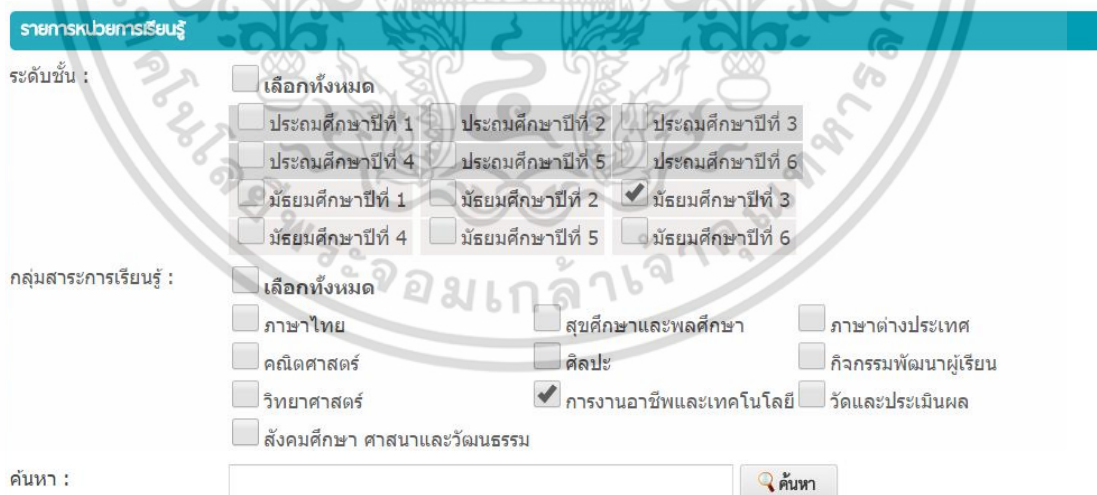 รายการหน่วยการเรียนรู้
ระดับชั้น :
เลือกทั้งหมด
ประถมศึกษาปีที่ 1 ประถมศึกษาปีที่ 2 ประถมศึกษาปีที่ 3
ประถมศึกษาปีที่ 4 ประถมศึกษาปีที่ 5 ประถมศึกษาปีที่ 6
มัธยมศึกษาปีที่ 1 มัธยมศึกษาปีที่ 2 มัธยมศึกษาปีที่ 3
มัธยมศึกษาปีที่ 4 มัธยมศึกษาปีที่ 5 มัธยมศึกษาปีที่ 6
กลุ่มสาระการเรียนรู้ :
เลือกทั้งหมด
ภาษาไทย สุขศึกษาและพลศึกษา ภาษาต่างประเทศ
คณิตศาสตร์ ศิลปะ กิจกรรมพัฒนาผู้เรียน
วิทยาศาสตร์ การงานอาชีพและเทคโนโลยี วัดและประเมินผล
สังคมศึกษา ศาสนาและวัฒนธรรม
ค้นหา : ค้นหา